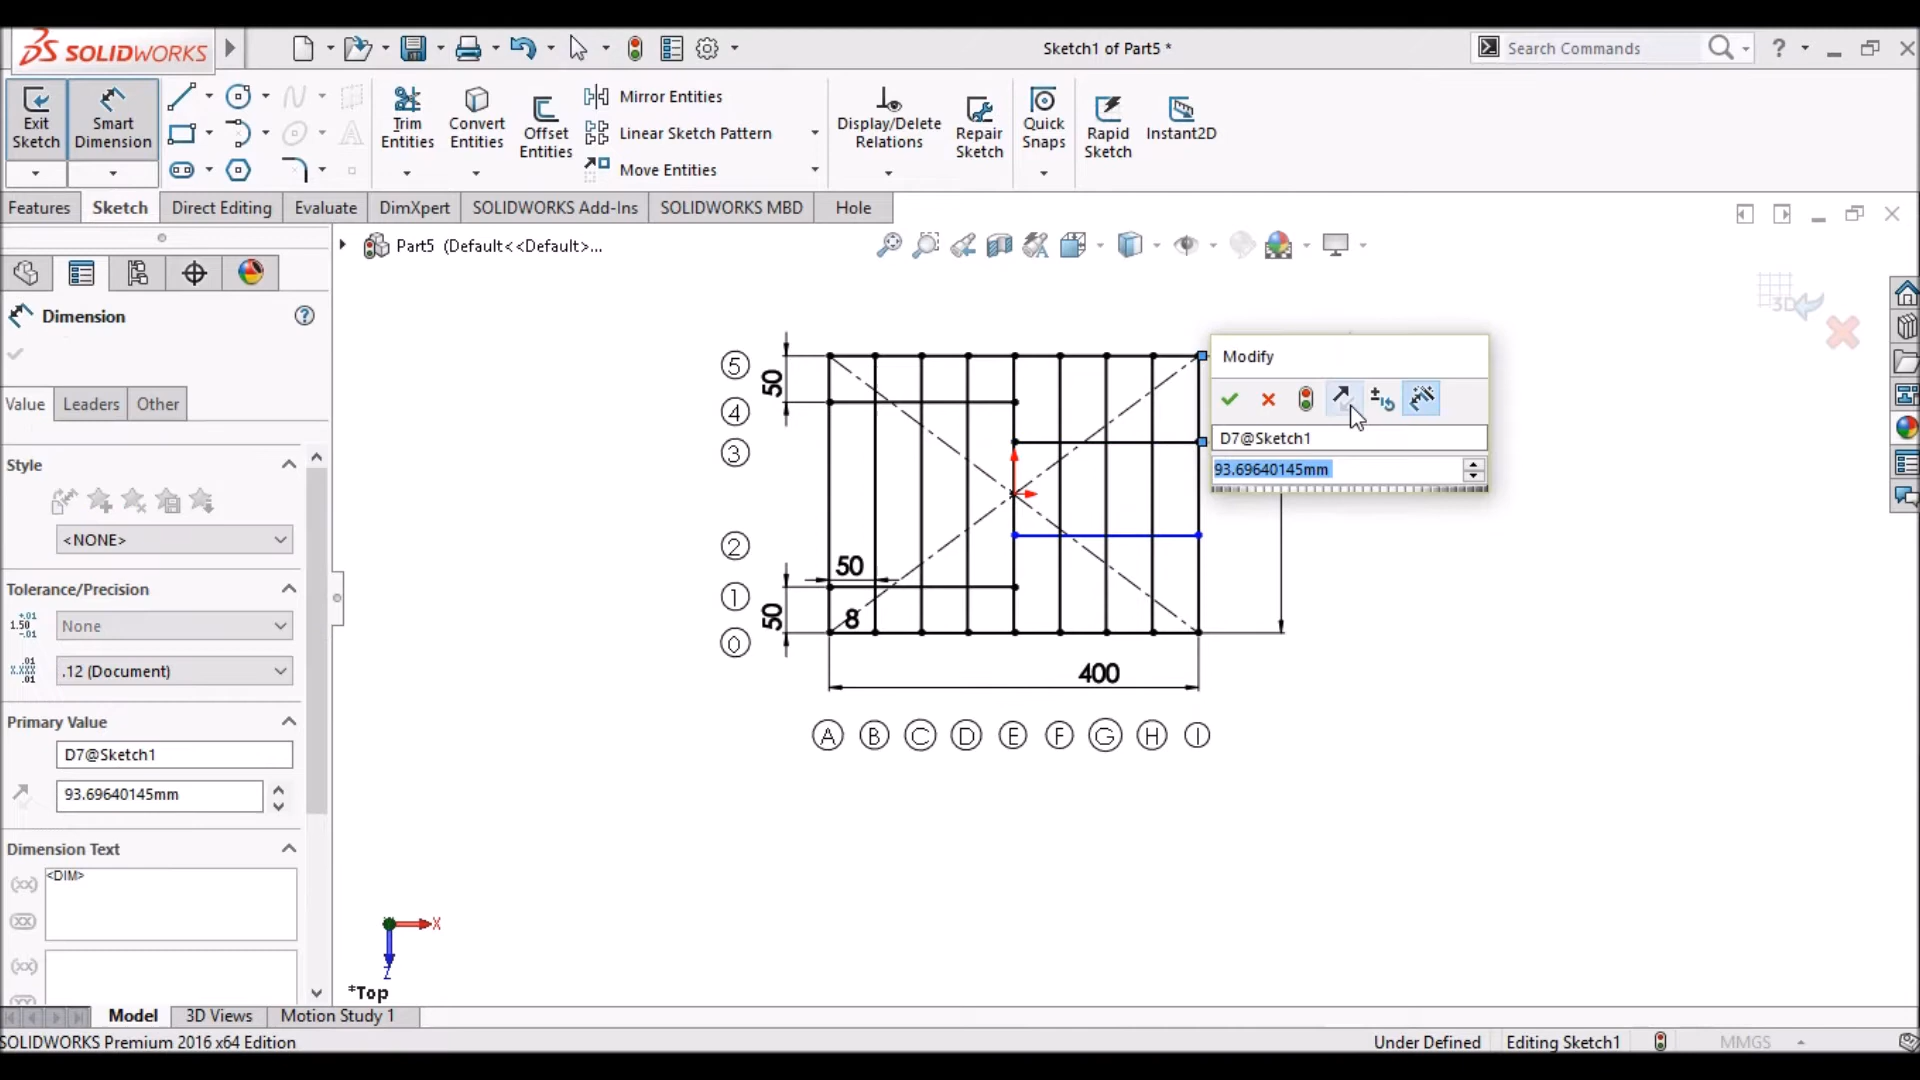 SOLIDWORKS
Sketch1 of Part5 *
Search Commands
?
Exit Sketch
Smart Dimension
Trim Entities
Convert Entities
Offset Entities
Mirror Entities
Linear Sketch Pattern
Move Entities
Display/Delete Relations
Repair Sketch
Quick Snaps
Rapid Sketch
Instant2D
Features
Sketch
Direct Editing
Evaluate
DimXpert
SOLIDWORKS Add-Ins
SOLIDWORKS MBD
Hole
Part5 (Default<<Default>...
3D
Dimension
?
Value
Leaders
Other
Style
<NONE>
Tolerance/Precision
None
.12 (Document)
Primary Value
D7@Sketch1
93.69640145mm
Dimension Text
<DIM>
Modify
D7@Sketch1
93.69640145mm
5
4
3
2
1
0
50
50
50
8
400
A B C D E F G H I
X
Z
*Top
Model
3D Views
Motion Study 1
SOLIDWORKS Premium 2016 x64 Edition
Under Defined
Editing Sketch1
MMGS